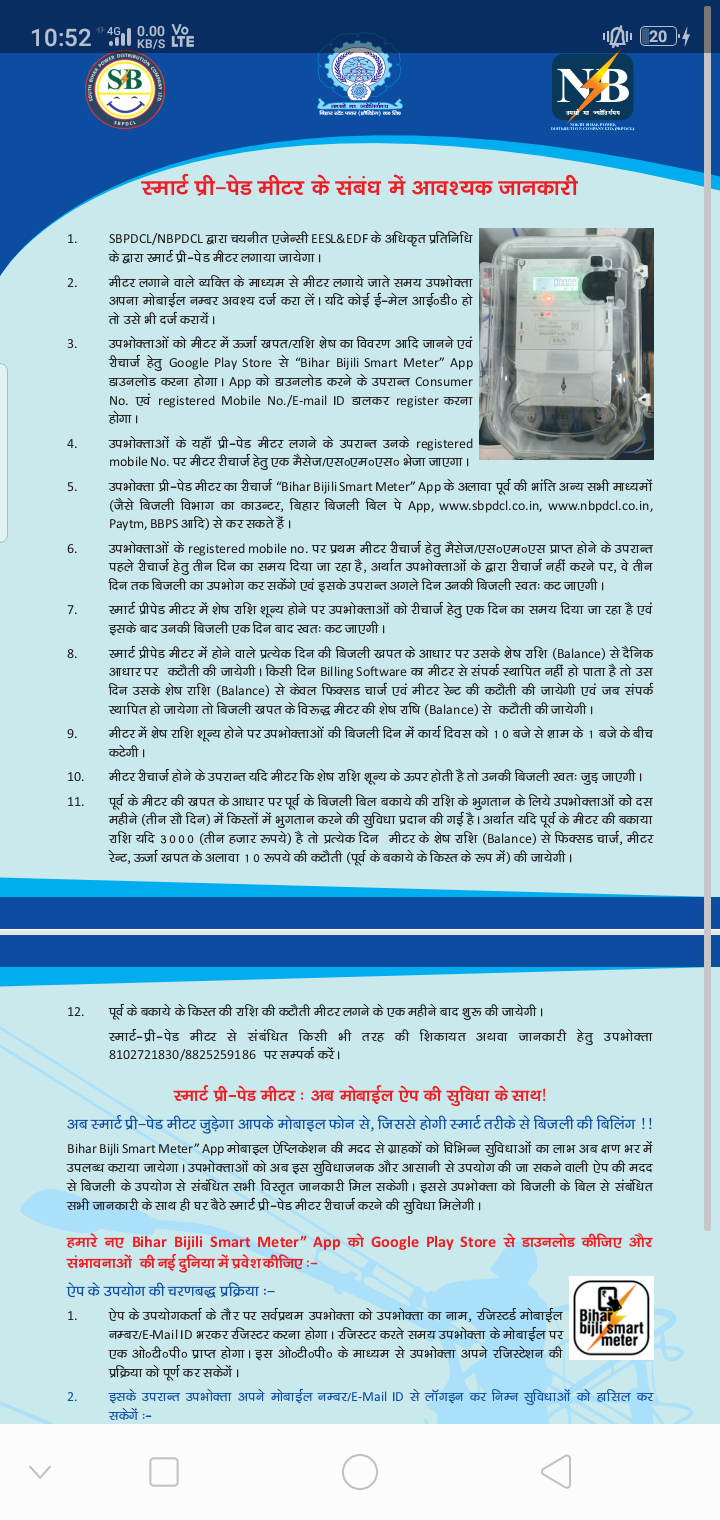 10:52 4G 0.00 KB/S Vo LTE 20
SOUTH BIHAR POWER DISTRIBUTION COMPANY LTD.
SB
SBPDCL
तमसो मा ज्योतिर्गमय
बिहार स्टेट पावर (होल्डिंग) कं० लि०
NB
तमसो मा ज्योतिर्गमय
NORTH BIHAR POWER
DISTRIBUTION COMPANY LTD. (NBPDCL)
स्मार्ट प्री-पेड मीटर के संबंध में आवश्यक जानकारी
1. SBPDCL/NBPDCL द्वारा चयनीत एजेन्सी EESL&EDF के अधिकृत प्रतिनिधि
के द्वारा स्मार्ट प्री-पेड मीटर लगाया जायेगा।
2. मीटर लगाने वाले व्यक्ति के माध्यम से मीटर लगाये जाते समय उपभोक्ता
अपना मोबाईल नम्बर अवश्य दर्ज करा लें। यदि कोई ई-मेल आई०डी० हो
तो उसे भी दर्ज करायें।
3. उपभोक्ताओं को मीटर में ऊर्जा खपत/राशि शेष का विवरण आदि जानने एवं
रीचार्ज हेतु Google Play Store से “Bihar Bijili Smart Meter” App
डाउनलोड करना होगा। App को डाउनलोड करने के उपरान्त Consumer
No. एवं registered Mobile No./E-mail ID डालकर register करना
होगा।
4. उपभोक्ताओं के यहाँ प्री-पेड मीटर लगने के उपरान्त उनके registered
mobile No. पर मीटर रीचार्ज हेतु एक मैसेज/एस०एम०एस० भेजा जाएगा।
5. उपभोक्ता प्री-पेड मीटर का रीचार्ज “Bihar Bijili Smart Meter” App के अलावा पूर्व की भांति अन्य सभी माध्यमों
(जैसे बिजली विभाग का काउन्टर, बिहार बिजली बिल पे App, www.sbpdcl.co.in, www.nbpdcl.co.in,
Paytm, BBPS आदि) से कर सकते हैं।
6. उपभोक्ताओं के registered mobile no. पर प्रथम मीटर रीचार्ज हेतु मैसेज/एस०एम०एस प्राप्त होने के उपरान्त
पहले रीचार्ज हेतु तीन दिन का समय दिया जा रहा है, अर्थात उपभोक्ताओं के द्वारा रीचार्ज नहीं करने पर, वे तीन
दिन तक बिजली का उपभोग कर सकेंगे एवं इसके उपरान्त अगले दिन उनकी बिजली स्वतः कट जाएगी।
7. स्मार्ट प्रीपेड मीटर में शेष राशि शून्य होने पर उपभोक्ताओं को रीचार्ज हेतु एक दिन का समय दिया जा रहा है एवं
इसके बाद उनकी बिजली एक दिन बाद स्वतः कट जाएगी।
8. स्मार्ट प्रीपेड मीटर में होने वाले प्रत्येक दिन की बिजली खपत के आधार पर उसके शेष राशि (Balance) से दैनिक
आधार पर कटौती की जायेगी। किसी दिन Billing Software का मीटर से संपर्क स्थापित नहीं हो पाता है तो उस
दिन उसके शेष राशि (Balance) से केवल फिक्सड चार्ज एवं मीटर रेन्ट की कटौती की जायेगी एवं जब संपर्क
स्थापित हो जायेगा तो बिजली खपत के विरूद्ध मीटर की शेष राषि (Balance) से कटौती की जायेगी।
9. मीटर में शेष राशि शून्य होने पर उपभोक्ताओं की बिजली दिन में कार्य दिवस को 10 बजे से शाम के 1 बजे के बीच
कटेगी।
10. मीटर रीचार्ज होने के उपरान्त यदि मीटर कि शेष राशि शून्य के ऊपर होती है तो उनकी बिजली स्वतः जुड़ जाएगी।
11. पूर्व के मीटर की खपत के आधार पर पूर्व के बिजली बिल बकाये की राशि के भुगतान के लिये उपभोक्ताओं को दस
महीने (तीन सौ दिन) में किस्तों में भुगतान करने की सुविधा प्रदान की गई है। अर्थात यदि पूर्व के मीटर की बकाया
राशि यदि 3000 (तीन हजार रूपये) है तो प्रत्येक दिन मीटर के शेष राशि (Balance) से फिक्सड चार्ज, मीटर
रेन्ट, ऊर्जा खपत के अलावा 10 रूपये की कटौती (पूर्व के बकाये के किस्त के रूप में) की जायेगी।
12. पूर्व के बकाये के किस्त की राशि की कटौती मीटर लगने के एक महीने बाद शुरू की जायेगी।
स्मार्ट-प्री-पेड मीटर से संबंधित किसी भी तरह की शिकायत अथवा जानकारी हेतु उपभोक्ता
8102721830/8825259186 पर सम्पर्क करें।
स्मार्ट प्री-पेड मीटर : अब मोबाईल ऐप की सुविधा के साथ!
अब स्मार्ट प्री-पेड मीटर जुड़ेगा आपके मोबाइल फोन से, जिससे होगी स्मार्ट तरीके से बिजली की बिलिंग !!
Bihar Bijli Smart Meter” App मोबाइल ऐप्लिकेशन की मदद से ग्राहकों को विभिन्न सुविधाओं का लाभ अब क्षण भर में
उपलब्ध कराया जायेगा। उपभोक्ताओं को अब इस सुविधाजनक और आसानी से उपयोग की जा सकने वाली ऐप की मदद
से बिजली के उपयोग से संबंधित सभी विस्तृत जानकारी मिल सकेगी। इससे उपभोक्ता को बिजली के बिल से संबंधित
सभी जानकारी के साथ ही घर बैठे स्मार्ट प्री-पेड मीटर रीचार्ज करने की सुविधा मिलेगी।
हमारे नए Bihar Bijili Smart Meter” App को Google Play Store से डाउनलोड कीजिए और
संभावनाओं की नई दुनिया में प्रवेश कीजिए :-
ऐप के उपयोग की चरणबद्ध प्रक्रिया :-
1. ऐप के उपयोगकर्ता के तौर पर सर्वप्रथम उपभोक्ता को उपभोक्ता का नाम, रजिस्टर्ड मोबाईल
नम्बर/E-Mail ID भरकर रजिस्टर करना होगा। रजिस्टर करते समय उपभोक्ता के मोबाईल पर
एक ओ०टी०पी० प्राप्त होगा। इस ओ०टी०पी० के माध्यम से उपभोक्ता अपने रजिस्टेशन की
प्रक्रिया को पूर्ण कर सकेगें।
Bihar
bijli smart
meter
2. इसके उपरान्त उपभोक्ता अपने मोबाईल नम्बर/E-Mail ID से लॉगइन कर निम्न सुविधाओं को हासिल कर
सकेगें :-